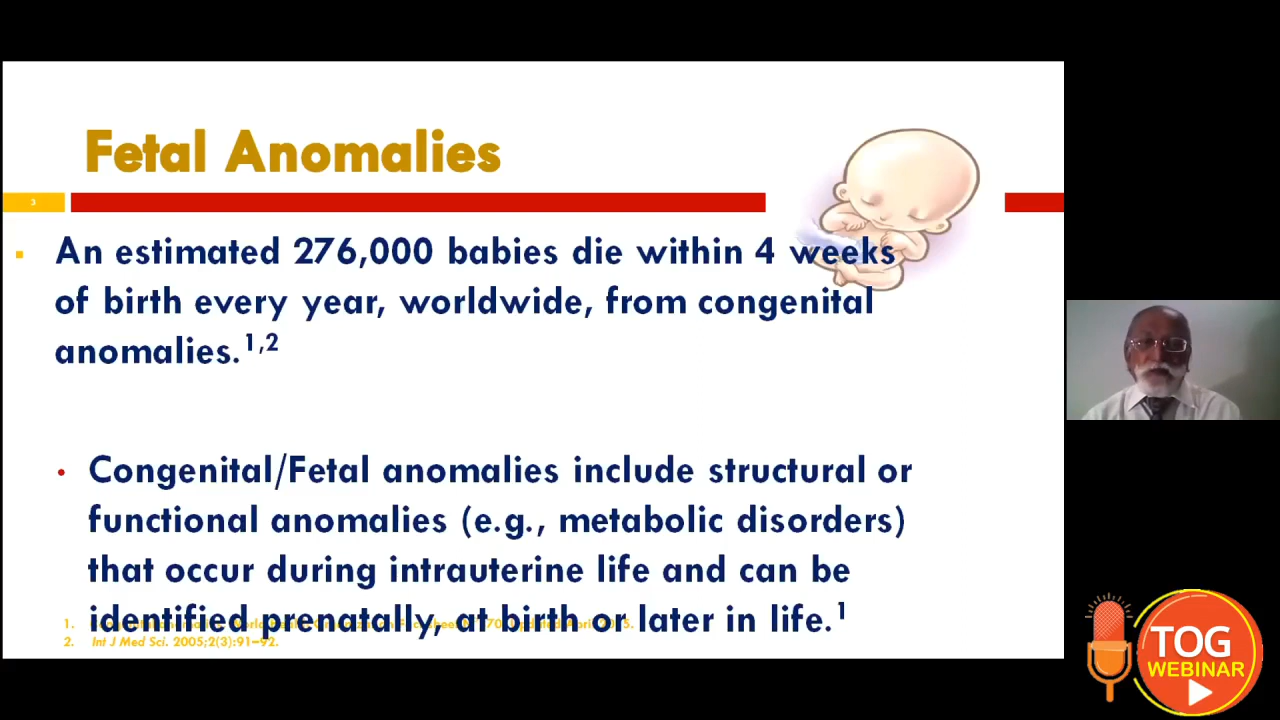 Fetal Anomalies
3
An estimated 276,000 babies die within 4 weeks
of birth every year, worldwide, from congenital
anomalies.1,2
Congenital/Fetal anomalies include structural or
functional anomalies (e.g., metabolic disorders)
that occur during intrauterine life and can be
identified prenatally, at birth or later in life.1
1.
2. Int J Med Sci. 2005;2(3):91–92.
TOG
WEBINAR